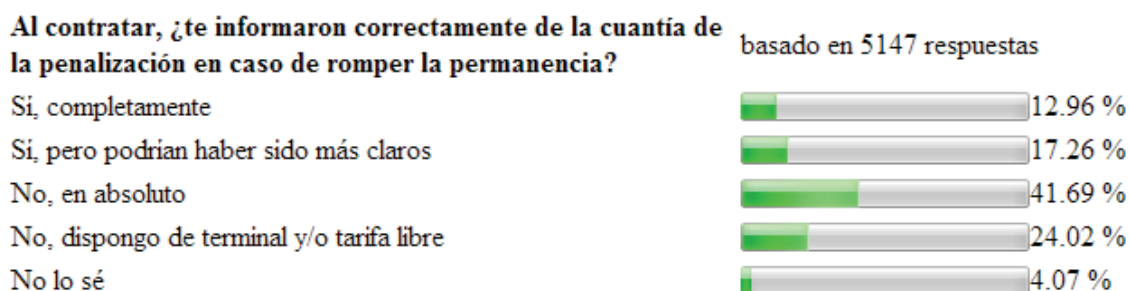 Al contratar, ¿te informaron correctamente de la cuantía de
la penalización en caso de romper la permanencia?
basado en 5147 respuestas
Sí, completamente 12.96 %
Sí, pero podrían haber sido más claros 17.26 %
No, en absoluto 41.69 %
No, dispongo de terminal y/o tarifa libre 24.02 %
No lo sé 4.07 %